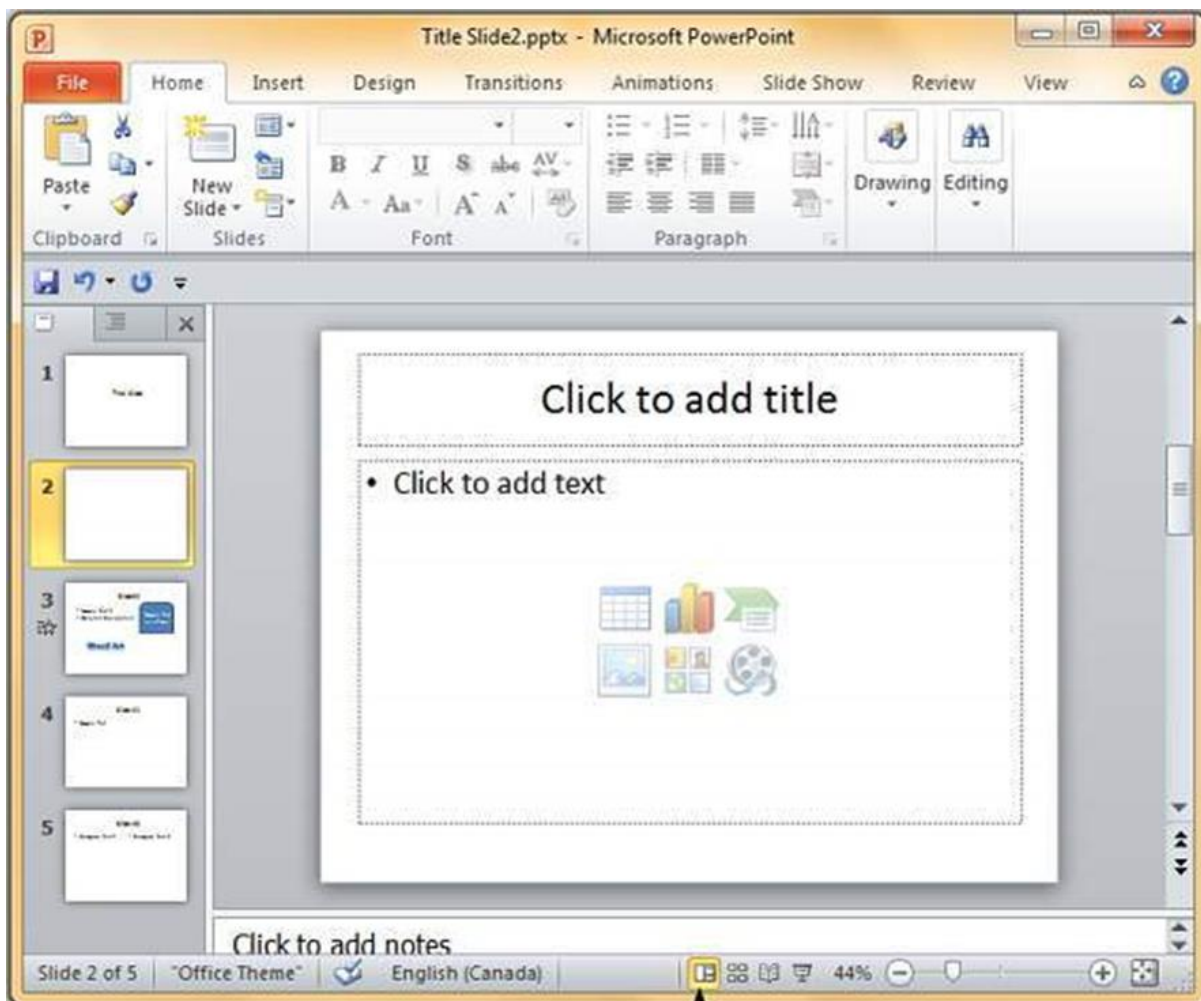 Title Slide2.pptx - Microsoft PowerPoint
File Home Insert Design Transitions Animations Slide Show Review View
Paste
New Slide
B I U S abc AV
A Aa A A
Drawing Editing
Clipboard Slides Font Paragraph
1
2
3
Word Art
4
5
Click to add title
• Click to add text
Click to add notes
Slide 2 of 5 "Office Theme" English (Canada) 44%